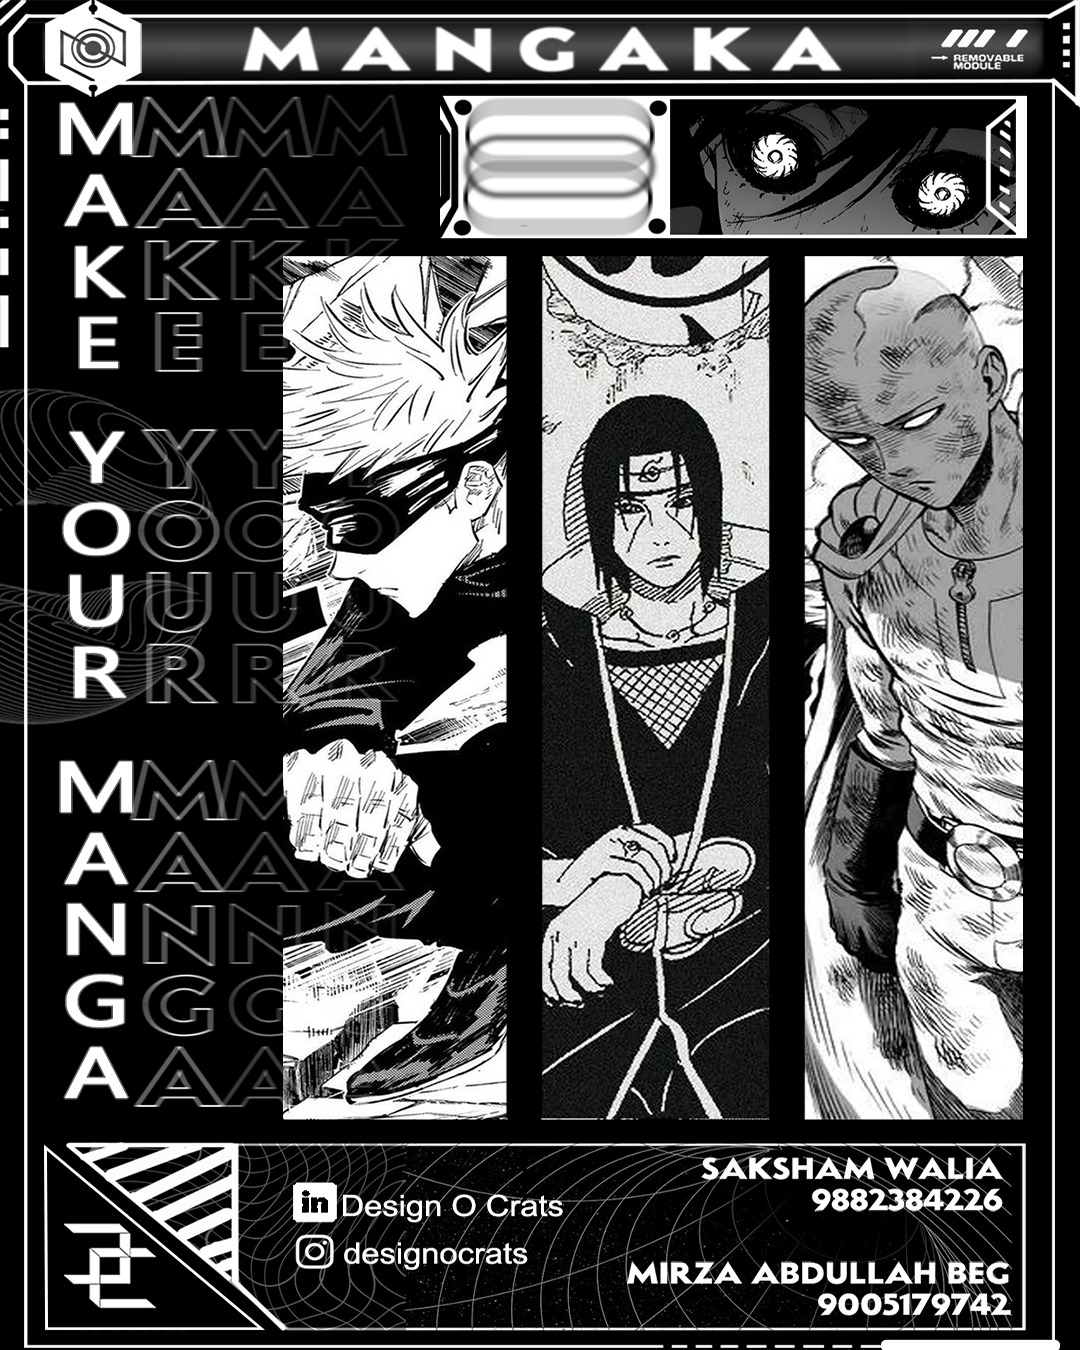 MANGAKA
REMOVABLE
MODULE
MAKE
YOUR
MANGA
Design O Crats
designocrats
SAKSHAM WALIA
9882384226
MIRZA ABDULLAH BEG
9005179742